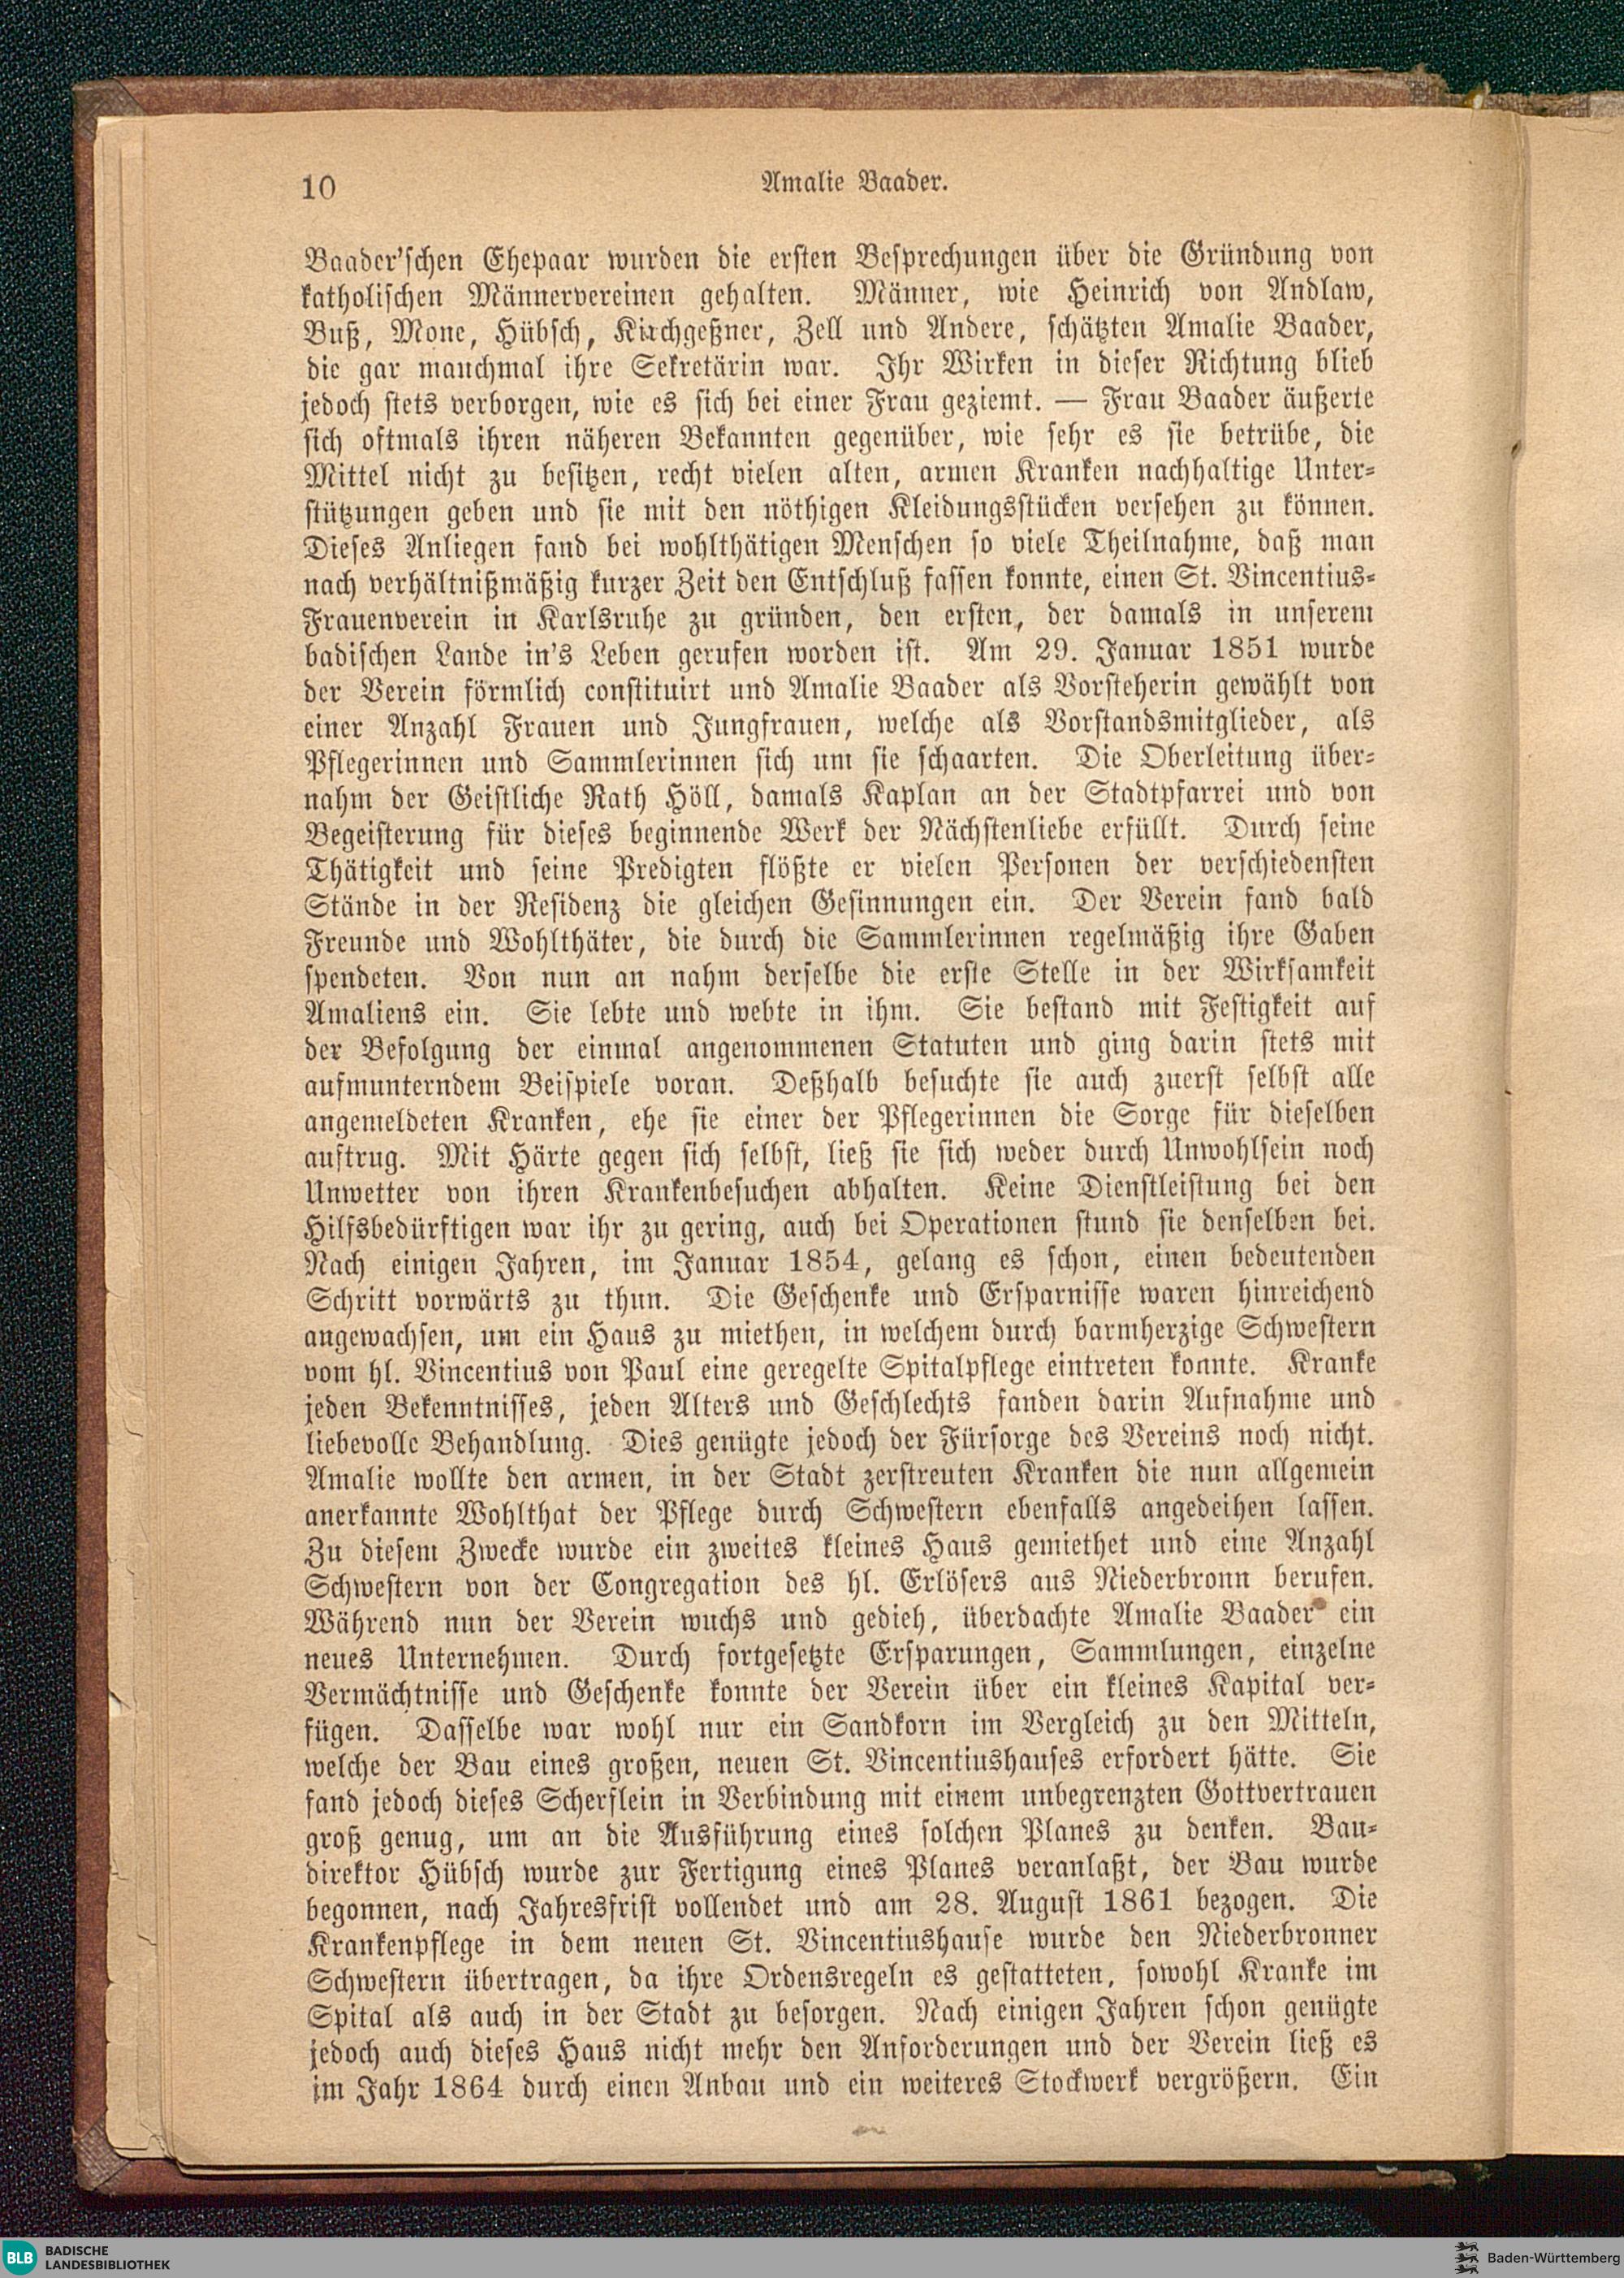 10
Amalie Baader.
Baader'schen Ehepaar wurden die ersten Besprechungen über die Gründung von
katholischen Männervereinen gehalten. Männer, wie Heinrich von Andlaw,
Buß, Mone, Hübsch, Kirchgeßner, Zell und Andere, schätzten Amalie Baader,
die gar manchmal ihre Sekretärin war. Ihr Wirken in dieser Richtung blieb
jedoch stets verborgen, wie es sich bei einer Frau geziemt. — Frau Baader äußerte
sich oftmals ihren näheren Bekannten gegenüber, wie sehr es sie betrübe, die
Mittel nicht zu besitzen, recht vielen alten, armen Kranken nachhaltige Unter-
stützungen geben und sie mit den nöthigen Kleidungsstücken versehen zu können.
Dieses Anliegen fand bei wohlthätigen Menschen so viele Theilnahme, daß man
nach verhältnißmäßig kurzer Zeit den Entschluß fassen konnte, einen St. Vincentius-
Frauenverein in Karlsruhe zu gründen, den ersten, der damals in unserem
badischen Lande in's Leben gerufen worden ist. Am 29. Januar 1851 wurde
der Verein förmlich constituirt und Amalie Baader als Vorsteherin gewählt von
einer Anzahl Frauen und Jungfrauen, welche als Vorstandsmitglieder, als
Pflegerinnen und Sammlerinnen sich um sie schaarten. Die Oberleitung über-
nahm der Geistliche Rath Höll, damals Kaplan an der Stadtpfarrei und von
Begeisterung für dieses beginnende Werk der Nächstenliebe erfüllt. Durch seine
Thätigkeit und seine Predigten flößte er vielen Personen der verschiedensten
Stände in der Residenz die gleichen Gesinnungen ein. Der Verein fand bald
Freunde und Wohlthäter, die durch die Sammlerinnen regelmäßig ihre Gaben
spendeten. Von nun an nahm derselbe die erste Stelle in der Wirksamkeit
Amaliens ein. Sie lebte und webte in ihm. Sie bestand mit Festigkeit auf
der Befolgung der einmal angenommenen Statuten und ging darin stets mit
aufmunterndem Beispiele voran. Deßhalb besuchte sie auch zuerst selbst alle
angemeldeten Kranken, ehe sie einer der Pflegerinnen die Sorge für dieselben
auftrug. Mit Härte gegen sich selbst, ließ sie sich weder durch Unwohlsein noch
Unwetter von ihren Krankenbesuchen abhalten. Keine Dienstleistung bei den
Hilfsbedürftigen war ihr zu gering, auch bei Operationen stund sie denselben bei.
Nach einigen Jahren, im Januar 1854, gelang es schon, einen bedeutenden
Schritt vorwärts zu thun. Die Geschenke und Ersparnisse waren hinreichend
angewachsen, um ein Haus zu miethen, in welchem durch barmherzige Schwestern
vom hl. Vincentius von Paul eine geregelte Spitalpflege eintreten konnte. Kranke
jeden Bekenntnisses, jeden Alters und Geschlechts fanden darin Aufnahme und
liebevolle Behandlung. Dies genügte jedoch der Fürsorge des Vereins noch nicht.
Amalie wollte den armen, in der Stadt zerstreuten Kranken die nun allgemein
anerkannte Wohlthat der Pflege durch Schwestern ebenfalls angedeihen lassen.
Zu diesem Zwecke wurde ein zweites kleines Haus gemiethet und eine Anzahl
Schwestern von der Congregation des hl. Erlösers aus Niederbronn berufen.
Während nun der Verein wuchs und gedieh, überdachte Amalie Baader ein
neues Unternehmen. Durch fortgesetzte Ersparungen, Sammlungen, einzelne
Vermächtnisse und Geschenke konnte der Verein über ein kleines Kapital ver-
fügen. Dasselbe war wohl nur ein Sandkorn im Vergleich zu den Mitteln,
welche der Bau eines großen, neuen St. Vincentiushauses erfordert hätte. Sie
fand jedoch dieses Scherflein in Verbindung mit einem unbegrenzten Gottvertrauen
groß genug, um an die Ausführung eines solchen Planes zu denken. Bau-
direktor Hübsch wurde zur Fertigung eines Planes veranlaßt, der Bau wurde
begonnen, nach Jahresfrist vollendet und am 28. August 1861 bezogen. Die
Krankenpflege in dem neuen St. Vincentiushause wurde den Niederbronner
Schwestern übertragen, da ihre Ordensregeln es gestatteten, sowohl Kranke im
Spital als auch in der Stadt zu besorgen. Nach einigen Jahren schon genügte
jedoch auch dieses Haus nicht mehr den Anforderungen und der Verein ließ es
im Jahr 1864 durch einen Anbau und ein weiteres Stockwerk vergrößern. Ein
BLB BADISCHE
LANDESBIBLIOTHEK
Baden-Württemberg